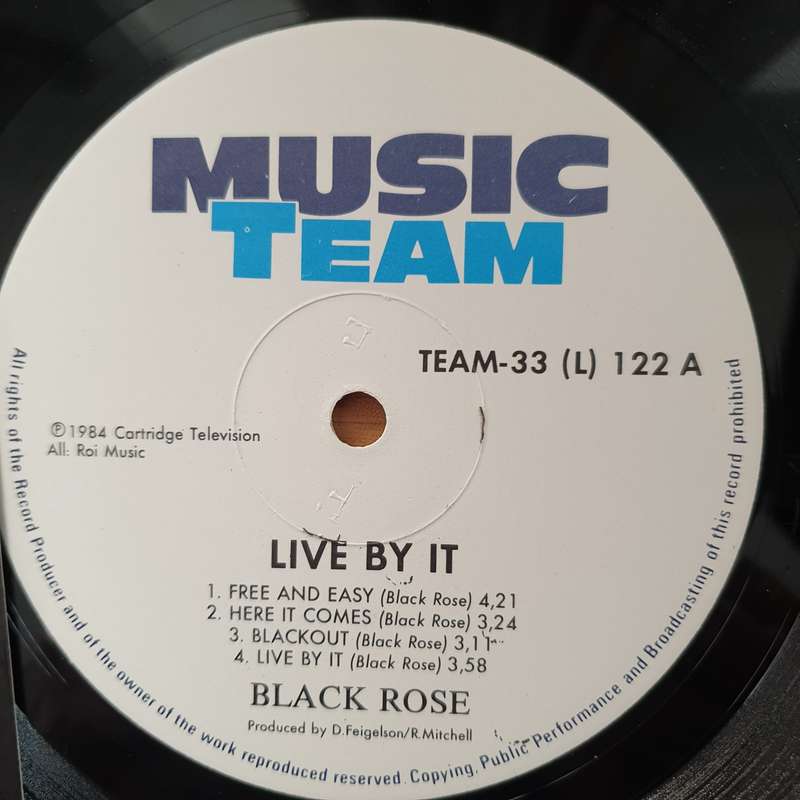 MUSIC
TEAM
TEAM-33 (L) 122 A
℗1984 Cartridge Television
All: Roi Music
LIVE BY IT
1. FREE AND EASY (Black Rose) 4,21
2. HERE IT COMES (Black Rose) 3,24
3. BLACKOUT (Black Rose) 3,11
4. LIVE BY IT (Black Rose) 3,58
BLACK ROSE
Produced by D.Feigelson/R.Mitchell
All rights of the Record Producer and of the owner of the work reproduced reserved. Copying, Public Performance and Broadcasting of this record prohibited